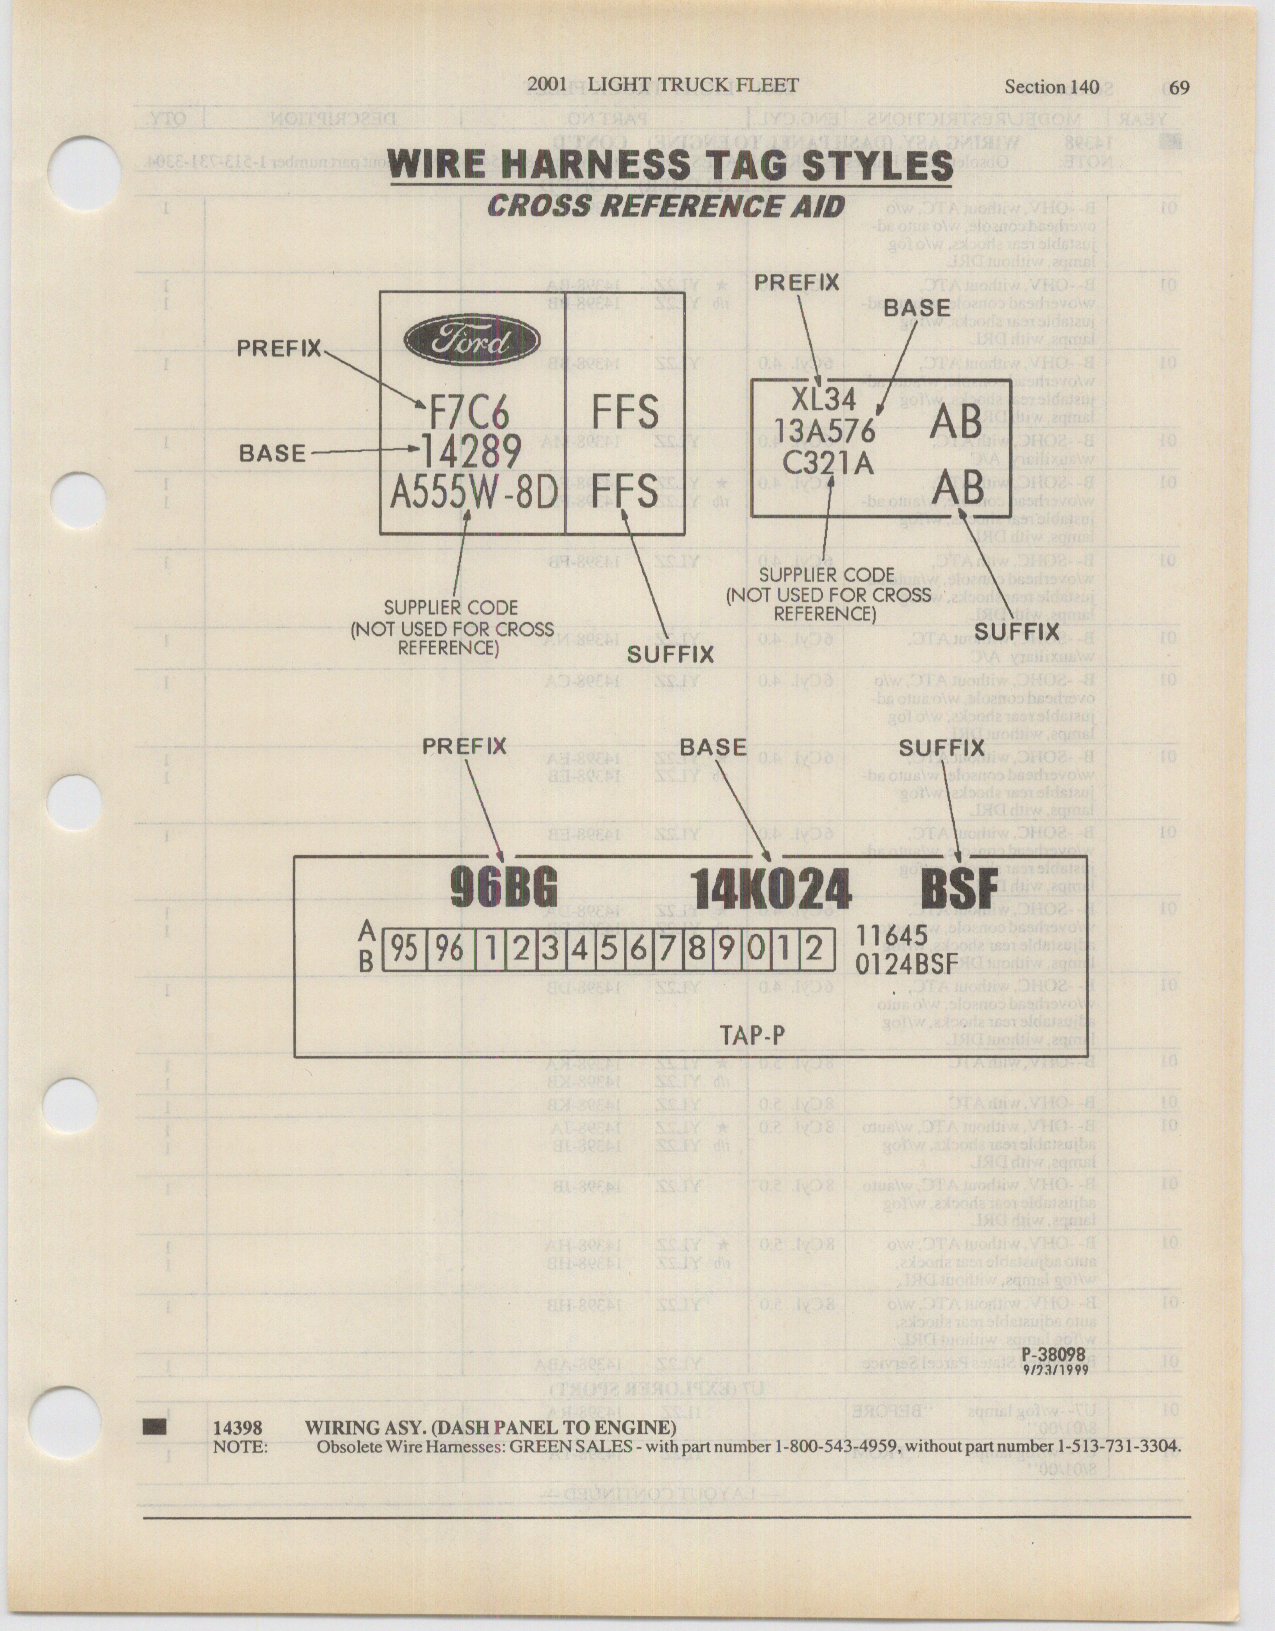 2001 LIGHT TRUCK FLEET Section 140 69
WIRE HARNESS TAG STYLES
CROSS REFERENCE AID
PREFIX
BASE
Ford
F7C6
14289
A555W-8D
FFS
FFS
SUPPLIER CODE
(NOT USED FOR CROSS
REFERENCE)
SUFFIX
PREFIX
BASE
XL34
13A576
C321A
AB
AB
SUPPLIER CODE
(NOT USED FOR CROSS
REFERENCE)
SUFFIX
PREFIX BASE SUFFIX
96BG 14K024 BSF
A
B
95 96 1 2 3 4 5 6 7 8 9 0 1 2
11645
0124BSF
TAP-P
P-38098
9/23/1999
14398 WIRING ASY. (DASH PANEL TO ENGINE)
NOTE: Obsolete Wire Harnesses: GREEN SALES - with part number 1-800-543-4959, without part number 1-513-731-3304.